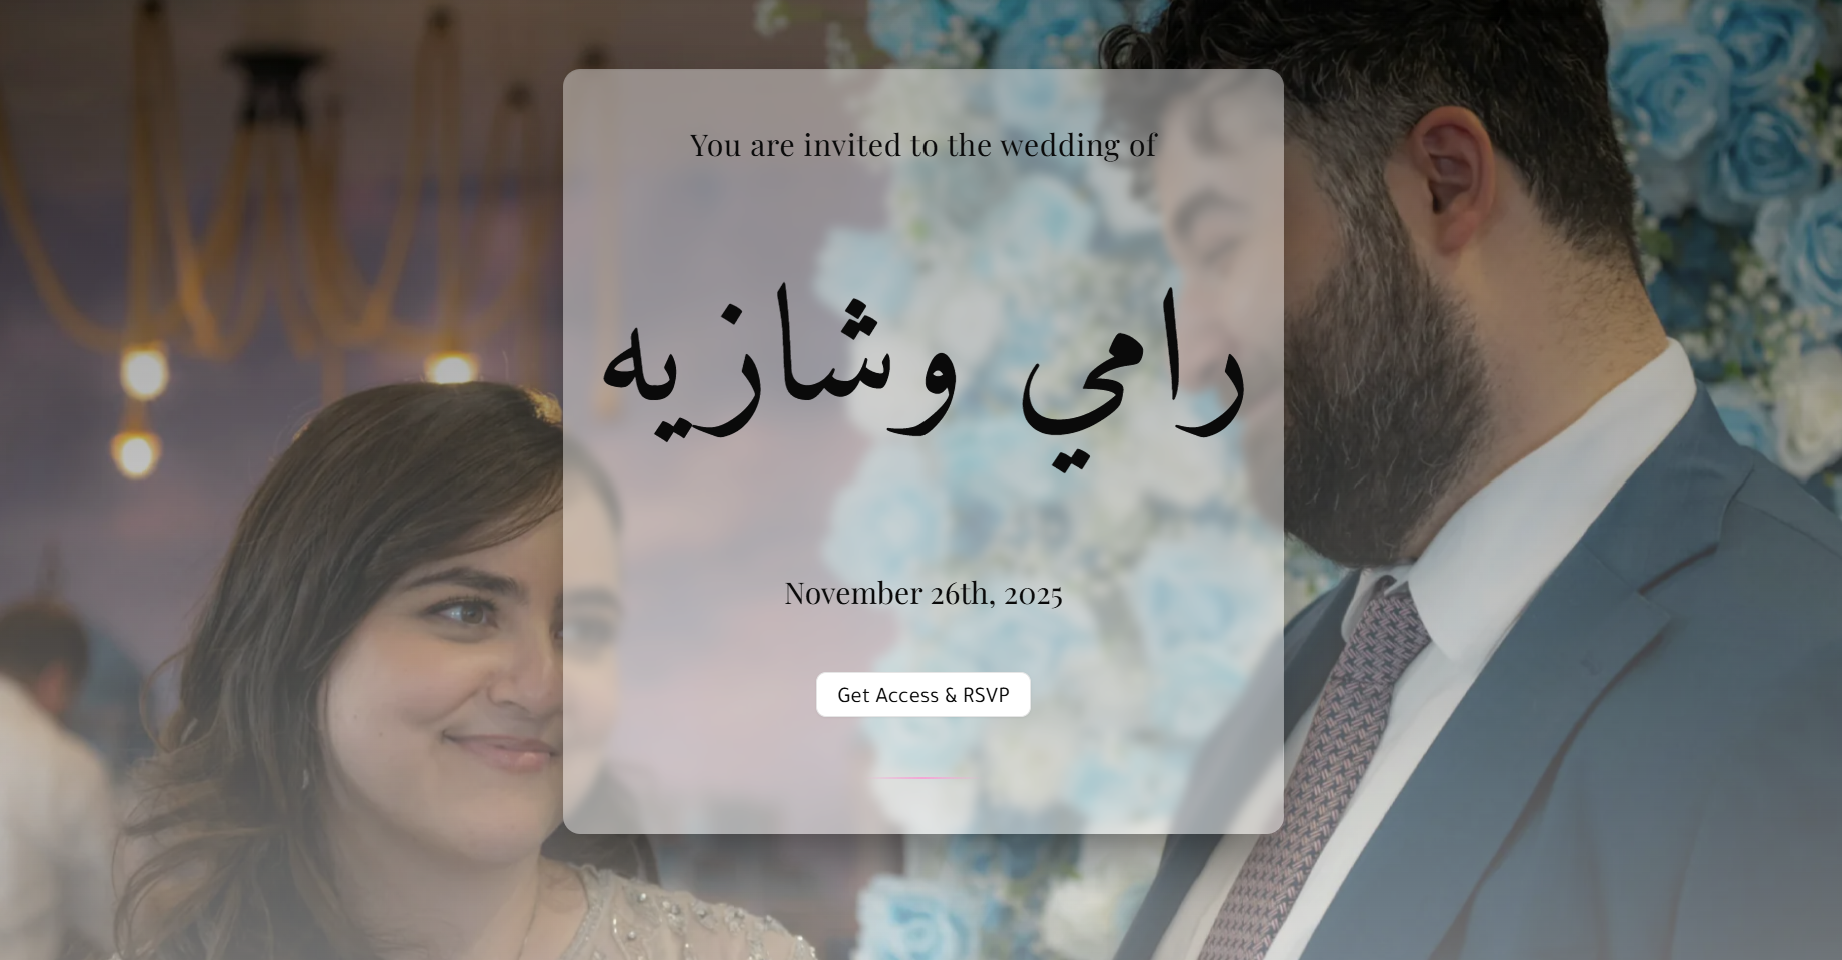 You are invited to the wedding of
رامي وشازيه
November 26th, 2025
Get Access & RSVP